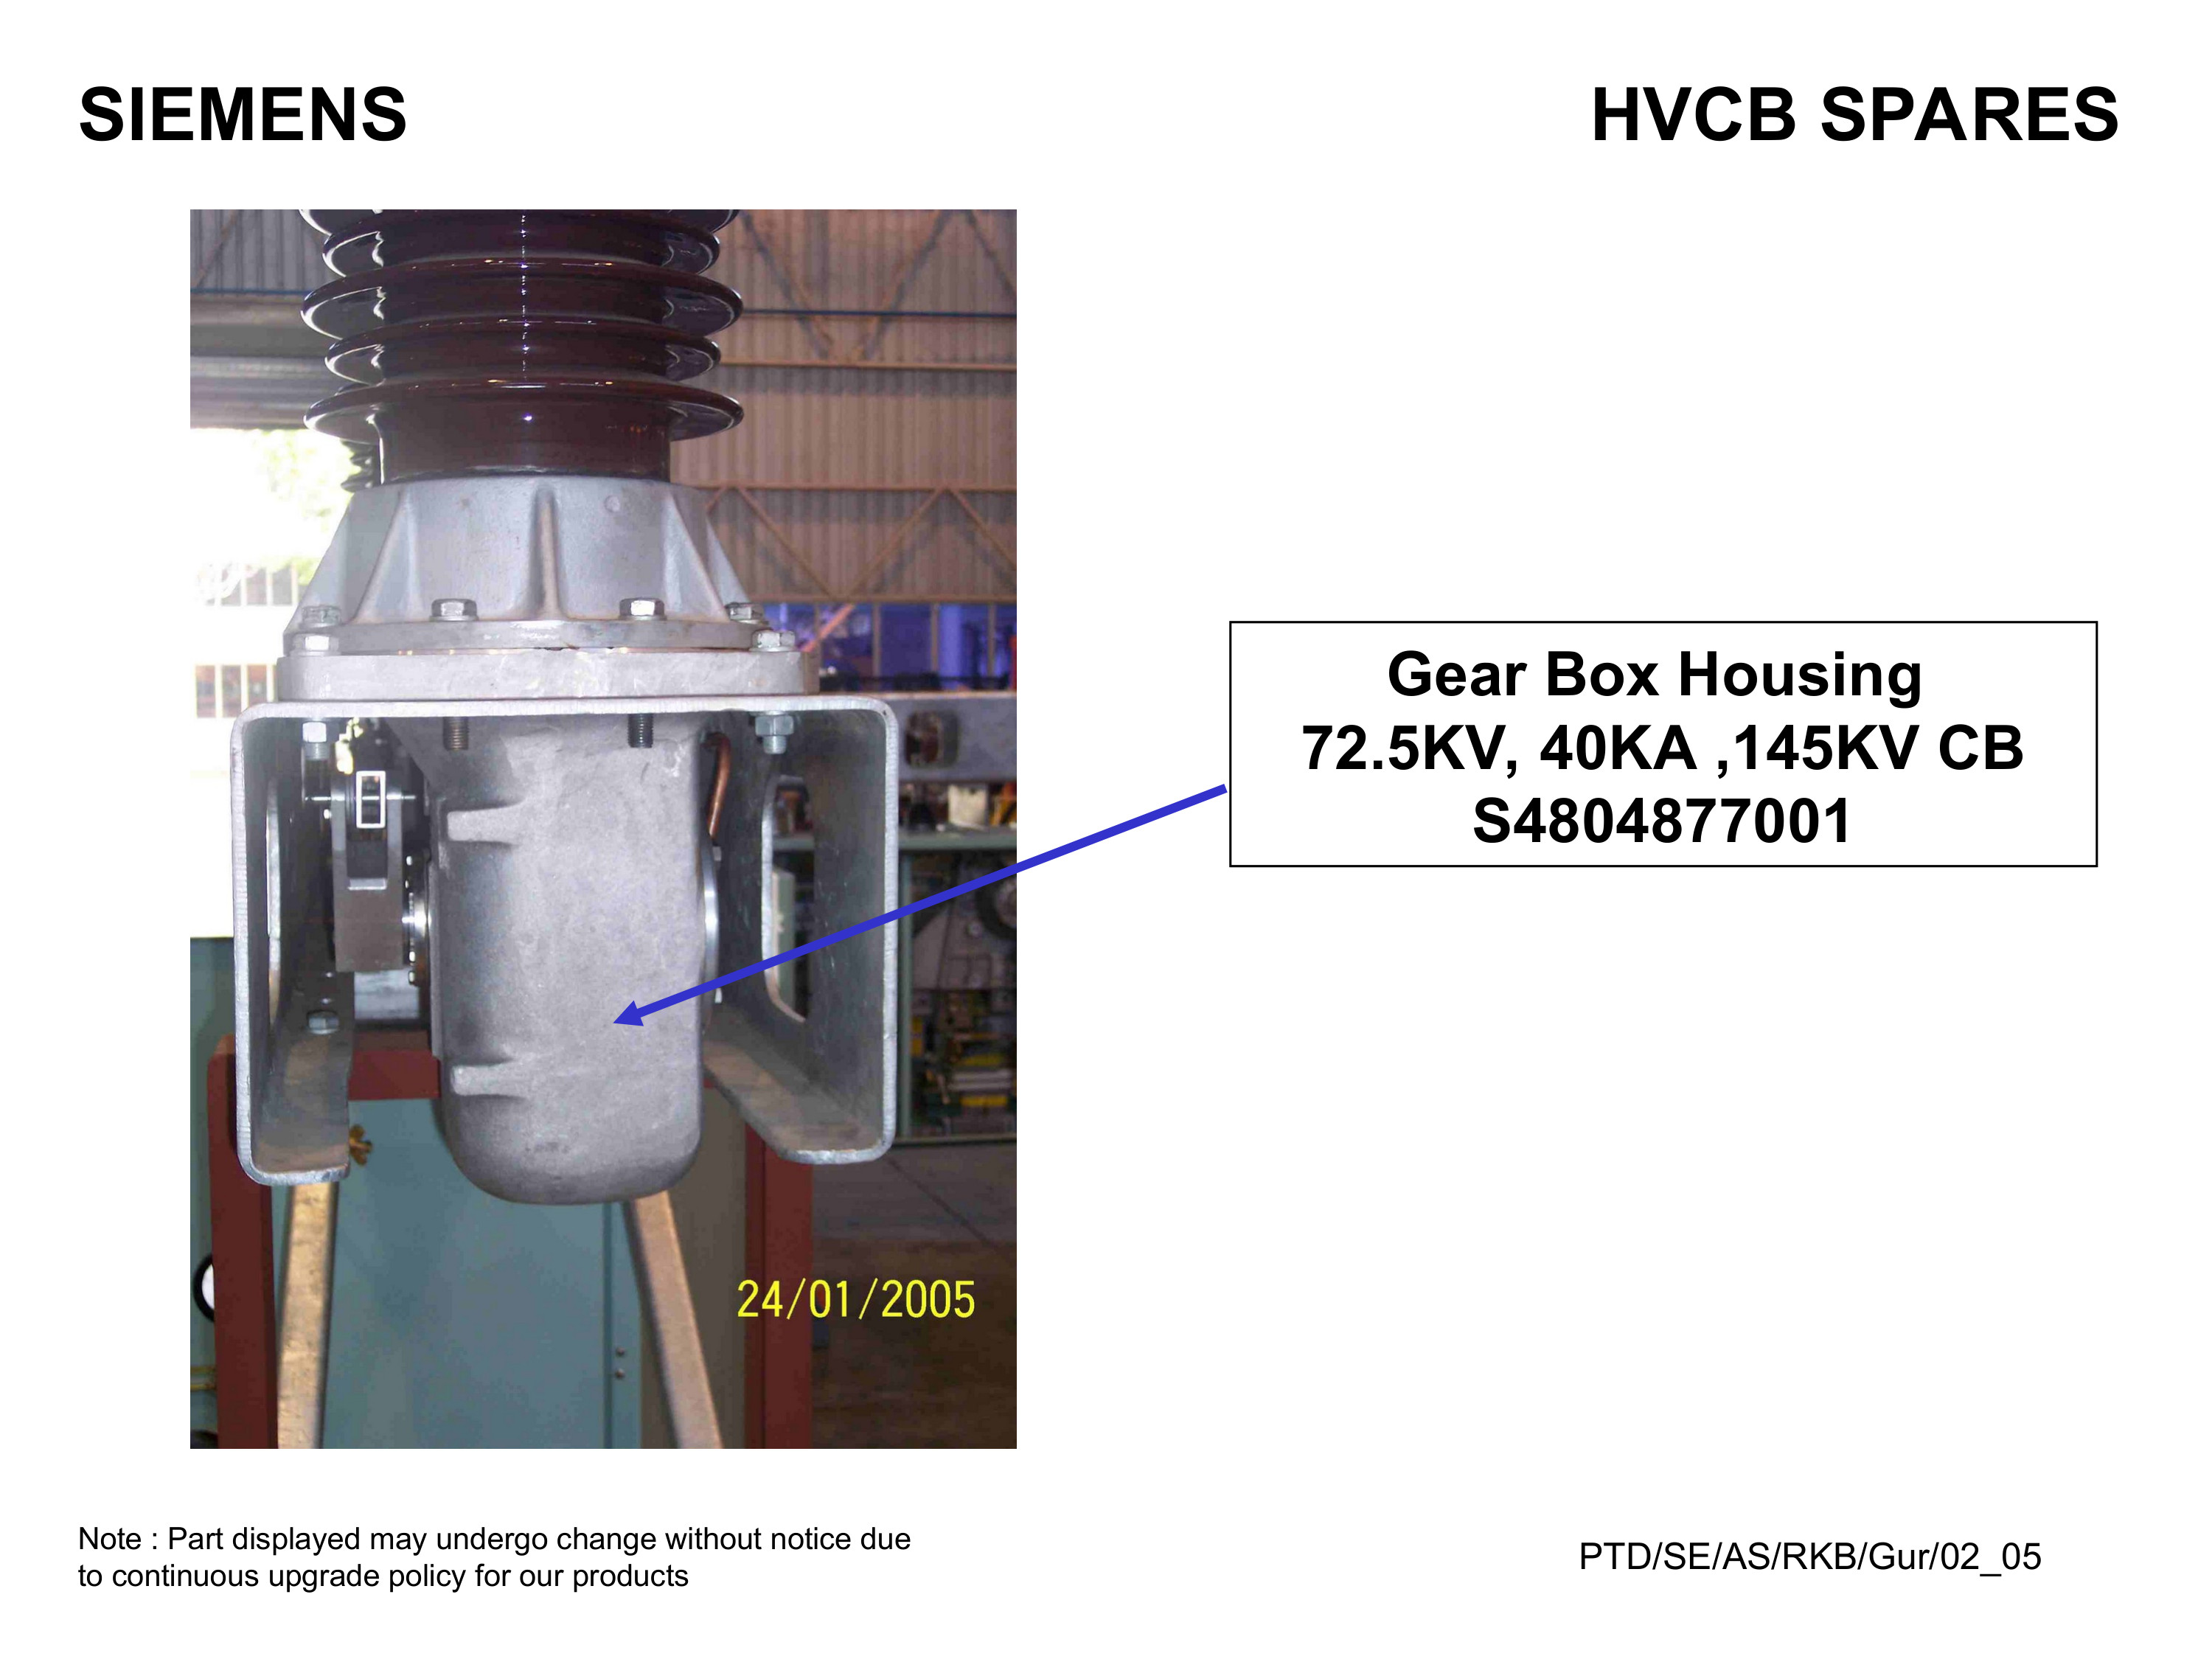 SIEMENS
HVCB SPARES
Gear Box Housing
72.5KV, 40KA ,145KV CB
S4804877001
24/01/2005
Note : Part displayed may undergo change without notice due
to continuous upgrade policy for our products
PTD/SE/AS/RKB/Gur/02_05